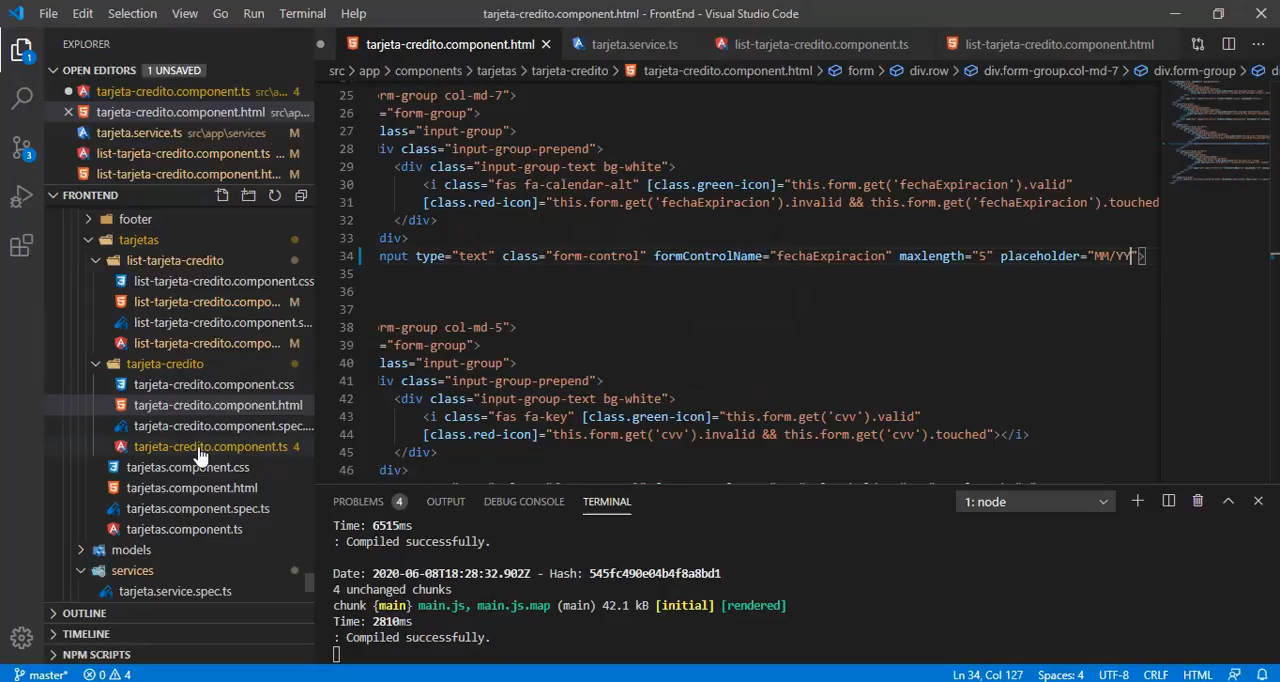 File Edit Selection View Go Run Terminal Help
tarjeta-credito.component.html - FrontEnd - Visual Studio Code
EXPLORER
OPEN EDITORS 1 UNSAVED
tarjeta-credito.component.ts src\a... 4
tarjeta-credito.component.html src\ap...
tarjeta.service.ts src\app\services M
list-tarjeta-credito.component.ts ... M
list-tarjeta-credito.component.ht... M
FRONTEND
footer
tarjetas
list-tarjeta-credito
list-tarjeta-credito.component.css
list-tarjeta-credito.compo... M
list-tarjeta-credito.component.s...
list-tarjeta-credito.compo... M
tarjeta-credito
tarjeta-credito.component.css
tarjeta-credito.component.html
tarjeta-credito.component.spec....
tarjeta-credito.component.ts 4
tarjetas.component.css
tarjetas.component.html
tarjetas.component.spec.ts
tarjetas.component.ts
models
services
tarjeta.service.spec.ts
OUTLINE
TIMELINE
NPM SCRIPTS
1
3
tarjeta-credito.component.html
tarjeta.service.ts
list-tarjeta-credito.component.ts
list-tarjeta-credito.component.html
src > app > components > tarjetas > tarjeta-credito > tarjeta-credito.component.html > form > div.row > div.form-group.col-md-7 > div.form-group > d
25 rm-group col-md-7">
26 ="form-group">
27 lass="input-group">
28 iv class="input-group-prepend">
29 <div class="input-group-text bg-white">
30 <i class="fas fa-calendar-alt" [class.green-icon]="this.form.get('fechaExpiracion').valid"
31 [class.red-icon]="this.form.get('fechaExpiracion').invalid && this.form.get('fechaExpiracion').touched
32 </div>
33 div>
34 nput type="text" class="form-control" formControlName="fechaExpiracion" maxlength="5" placeholder="MM/YY">
35
36
37
38 rm-group col-md-5">
39 ="form-group">
40 lass="input-group">
41 iv class="input-group-prepend">
42 <div class="input-group-text bg-white">
43 <i class="fas fa-key" [class.green-icon]="this.form.get('cvv').valid"
44 [class.red-icon]="this.form.get('cvv').invalid && this.form.get('cvv').touched"></i>
45 </div>
46 div>
PROBLEMS 4 OUTPUT DEBUG CONSOLE TERMINAL
1: node
Time: 6515ms
: Compiled successfully.
Date: 2020-06-08T18:28:32.902Z - Hash: 545fc490e04b4f8a8bd1
4 unchanged chunks
chunk {main} main.js, main.js.map (main) 42.1 kB [initial] [rendered]
Time: 2810ms
: Compiled successfully.
master* 0 4
Ln 34, Col 127 Spaces: 4 UTF-8 CRLF HTML